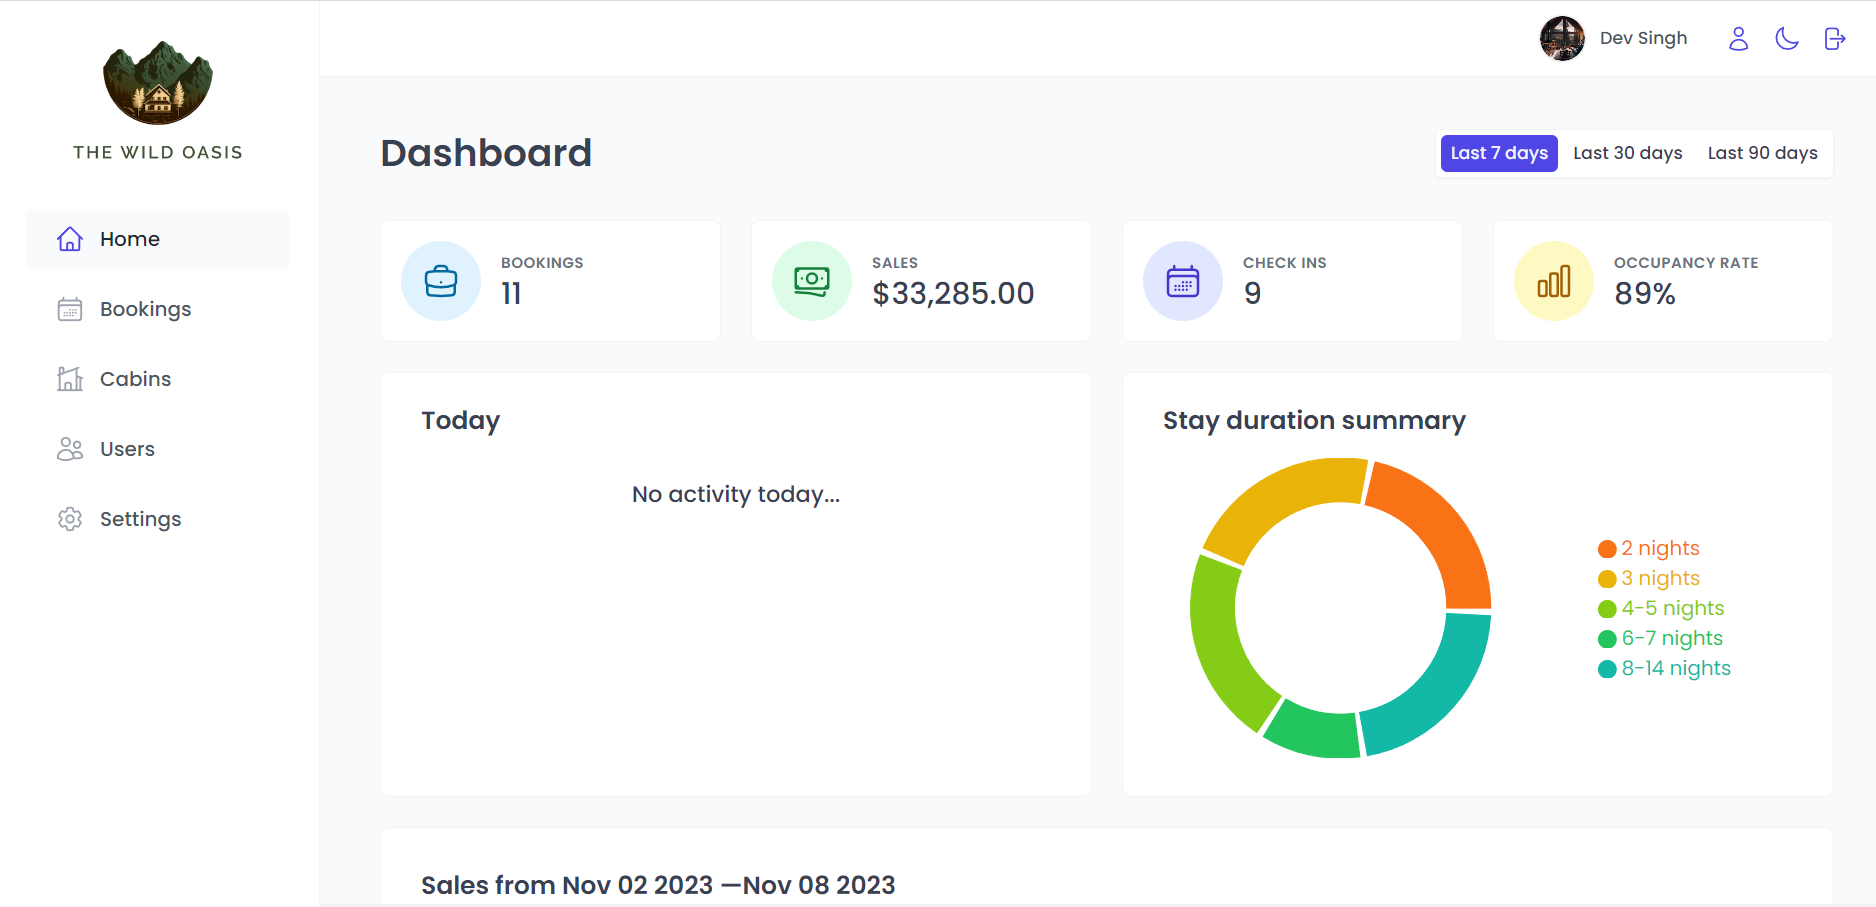 THE WILD OASIS
Home
Bookings
Cabins
Users
Settings
Dev Singh
Dashboard
Last 7 days
Last 30 days
Last 90 days
BOOKINGS
11
SALES
$33,285.00
CHECK INS
9
OCCUPANCY RATE
89%
Today
No activity today...
Stay duration summary
2 nights
3 nights
4-5 nights
6-7 nights
8-14 nights
Sales from Nov 02 2023 —Nov 08 2023